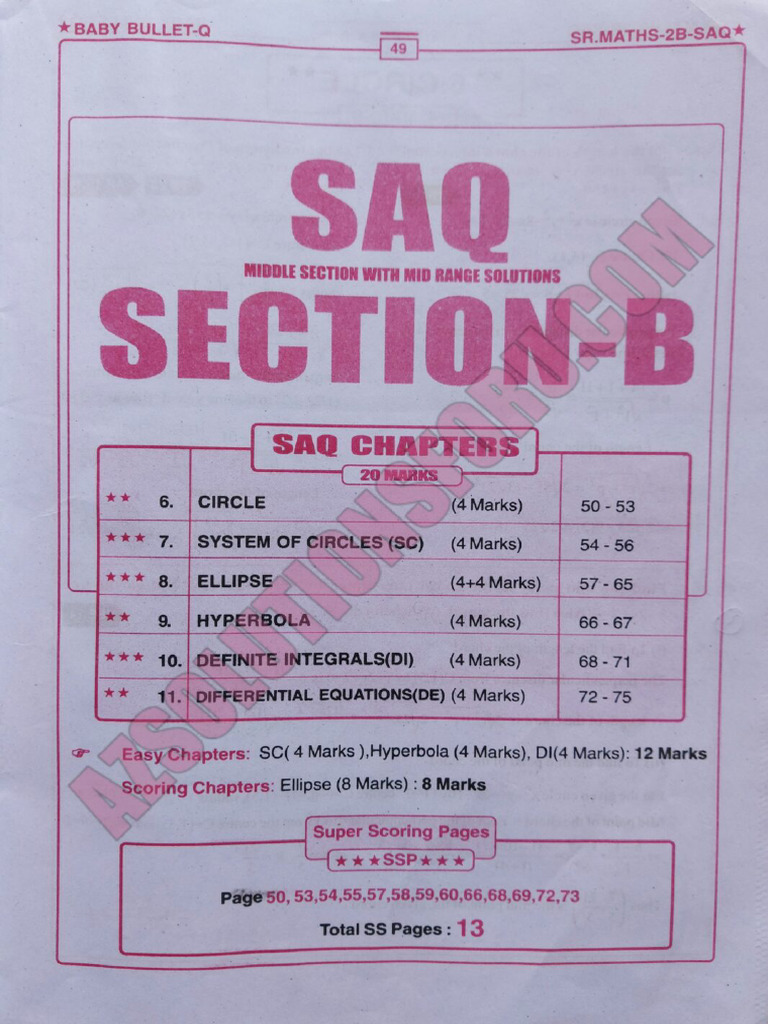 ★BABY BULLET-Q
49
SR.MATHS-2B-SAQ★
SAQ
MIDDLE SECTION WITH MID RANGE SOLUTIONS
SECTION-B
SAQ CHAPTERS
20 MARKS
★★ 6. CIRCLE (4 Marks) 50 - 53
★★★ 7. SYSTEM OF CIRCLES (SC) (4 Marks) 54 - 56
★★★ 8. ELLIPSE (4+4 Marks) 57 - 65
★★ 9. HYPERBOLA (4 Marks) 66 - 67
★★★ 10. DEFINITE INTEGRALS(DI) (4 Marks) 68 - 71
★★ 11. DIFFERENTIAL EQUATIONS(DE) (4 Marks) 72 - 75
☞ Easy Chapters: SC( 4 Marks ),Hyperbola (4 Marks), DI(4 Marks): 12 Marks
Scoring Chapters: Ellipse (8 Marks) : 8 Marks
Super Scoring Pages
★★★SSP★★★
Page 50, 53,54,55,57,58,59,60,66,68,69,72,73
Total SS Pages : 13
AZSOLUTIONSFORU.COM